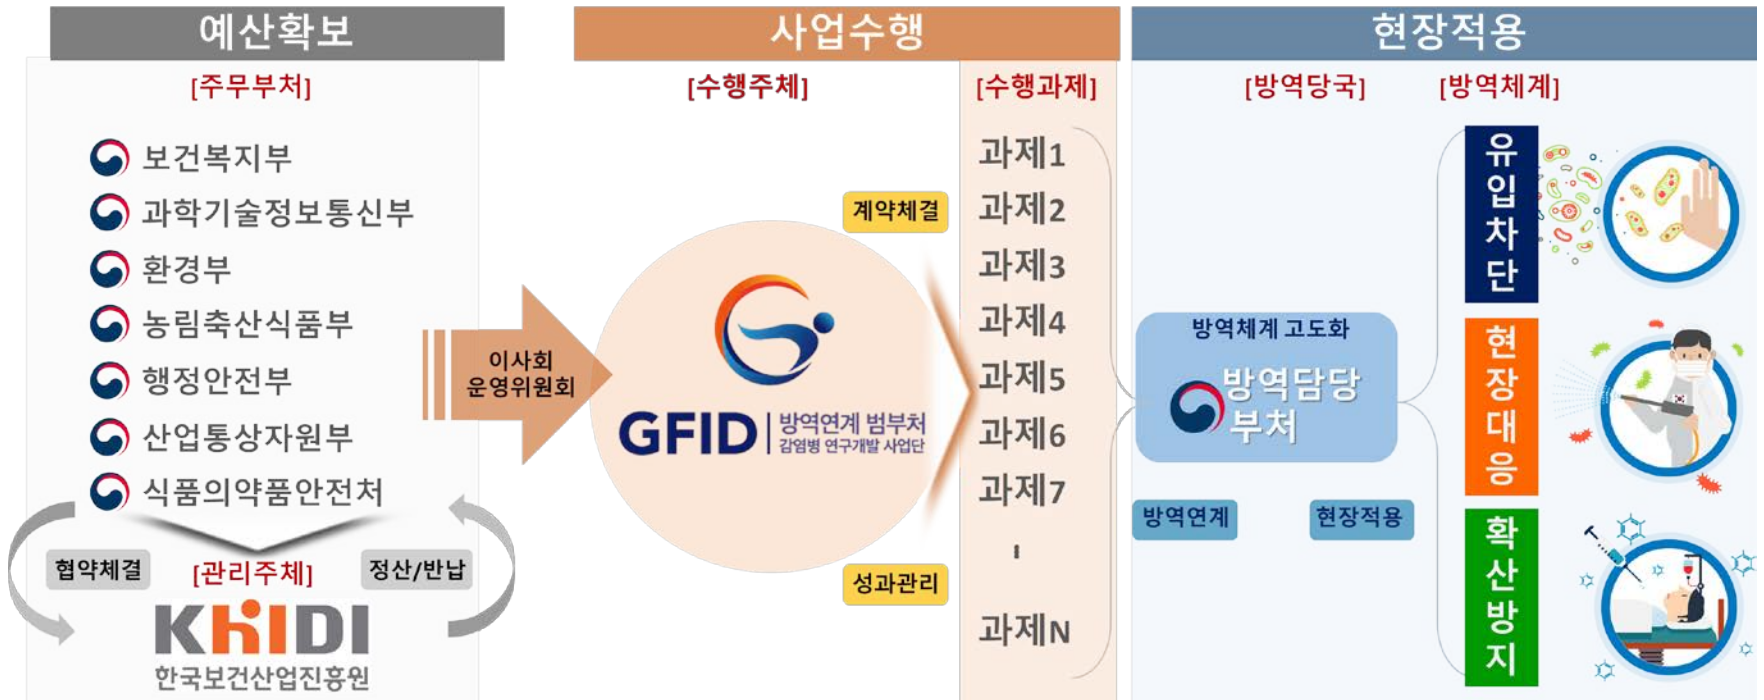 예산확보
[주무부처]
보건복지부
과학기술정보통신부
환경부
농림축산식품부
행정안전부
산업통상자원부
식품의약품안전처
협약체결
[관리주체]
정산/반납
KHIDI
한국보건산업진흥원
이사회
운영위원회
사업수행
[수행주체]
[수행과제]
계약체결
GFID
방역연계 범부처
감염병 연구개발 사업단
성과관리
과제1
과제2
과제3
과제4
과제5
과제6
과제7
과제N
현장적용
[방역당국]
[방역체계]
방역체계 고도화
방역담당
부처
방역연계
현장적용
유입차단
현장대응
확산방지